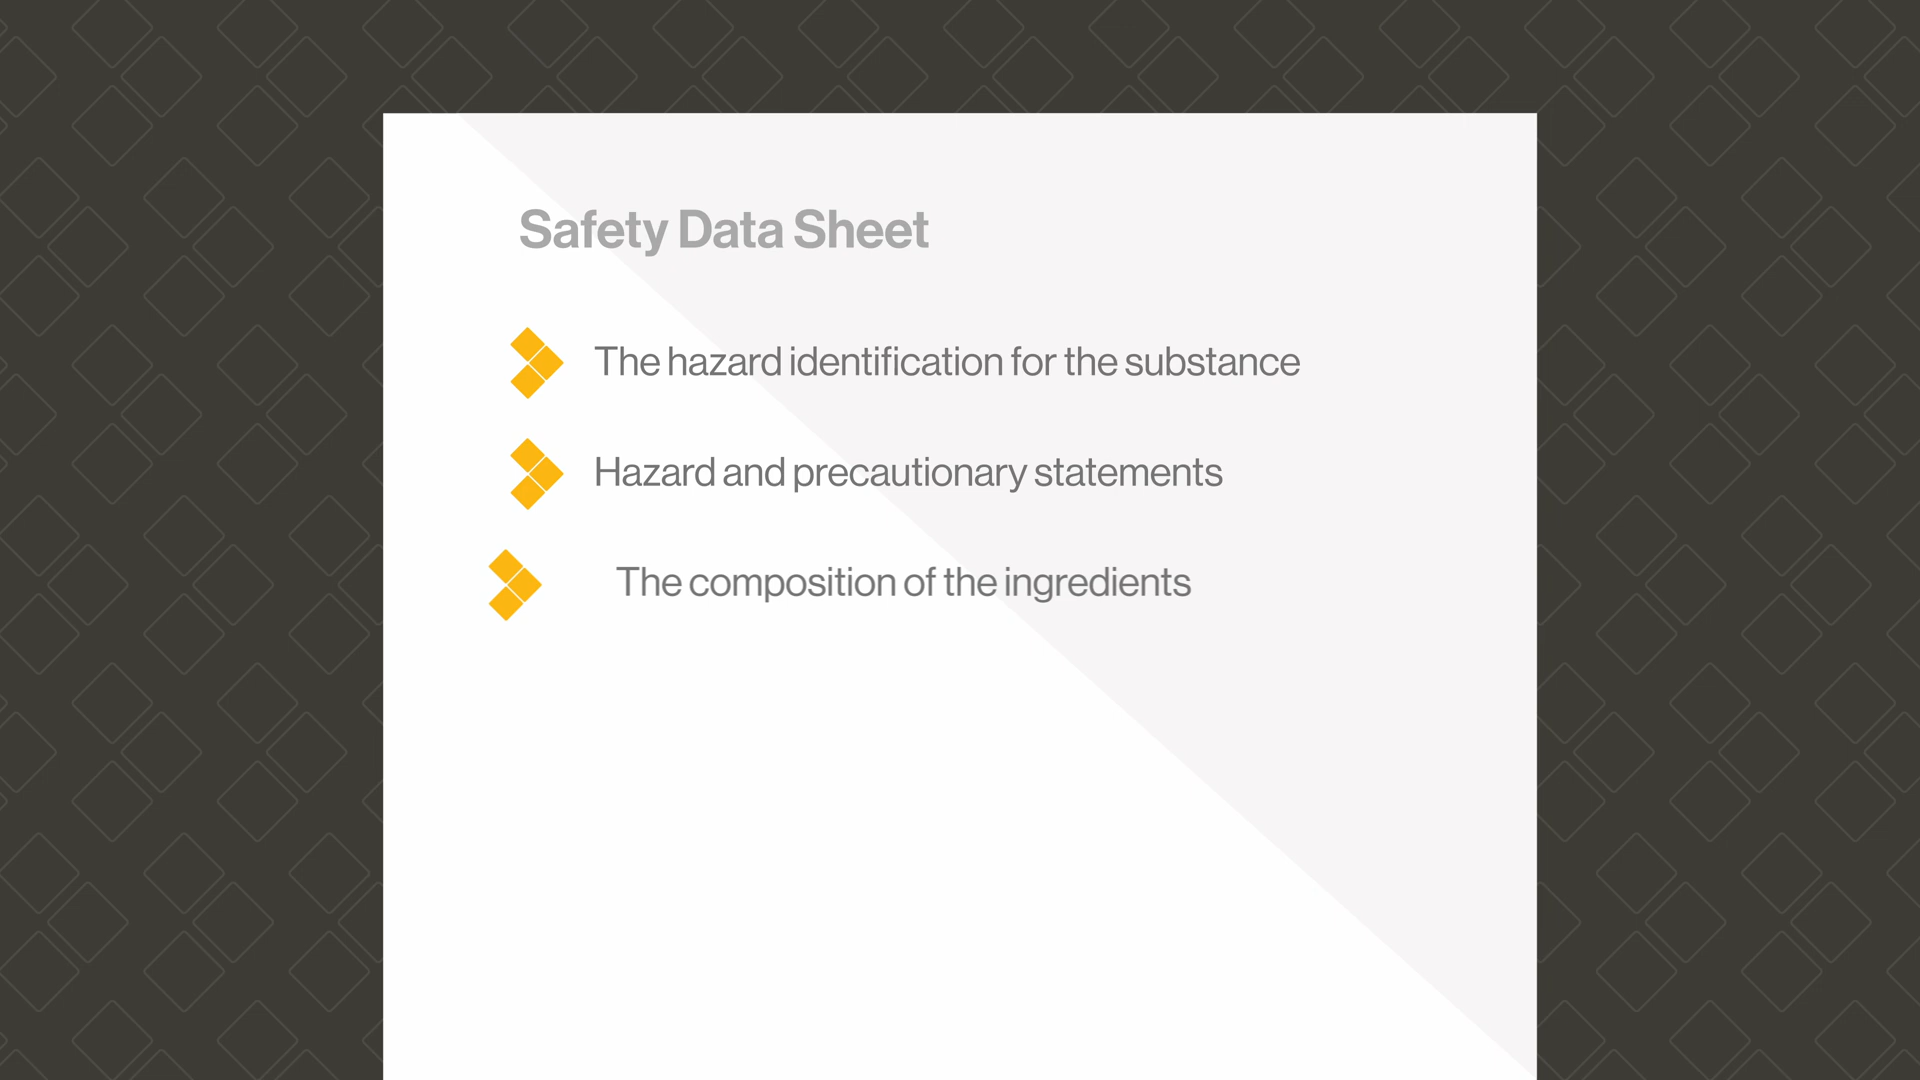 Safety Data Sheet
The hazard identification for the substance
Hazard and precautionary statements
The composition of the ingredients